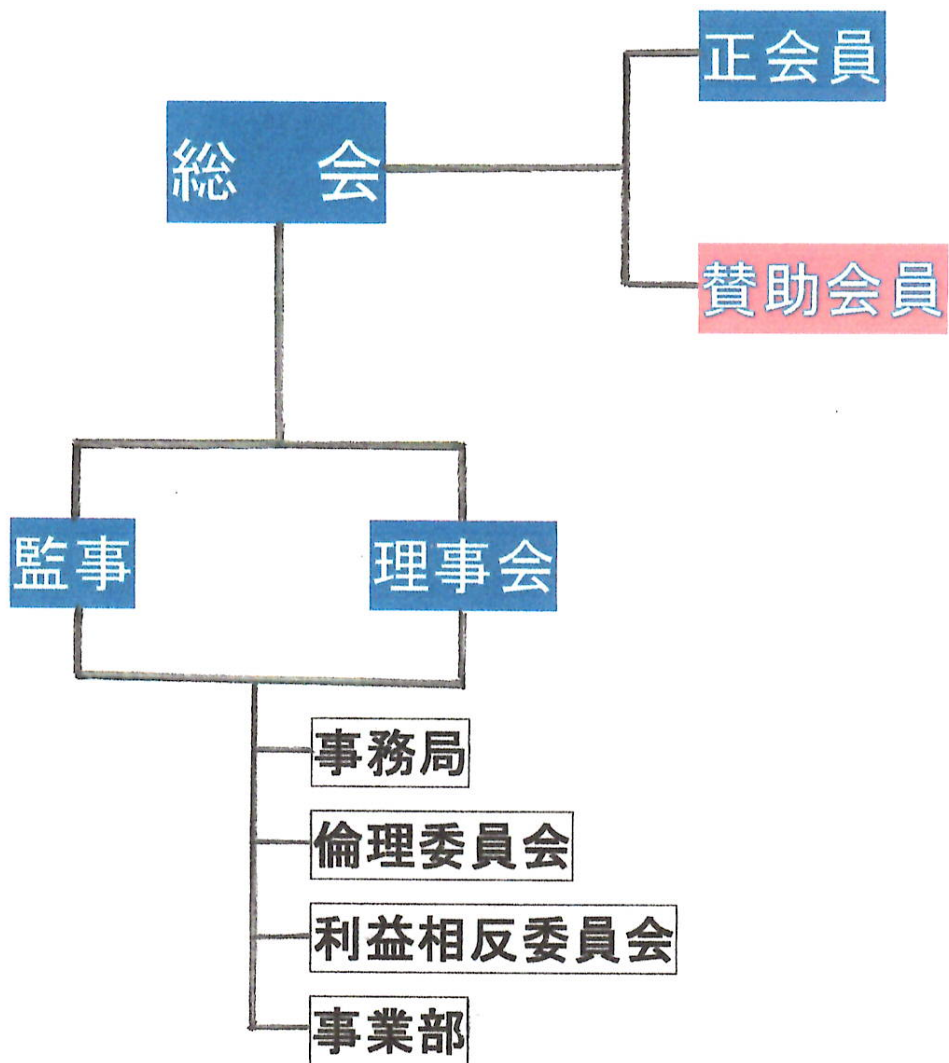 正会員
総　会
賛助会員
監事
理事会
事務局
倫理委員会
利益相反委員会
事業部